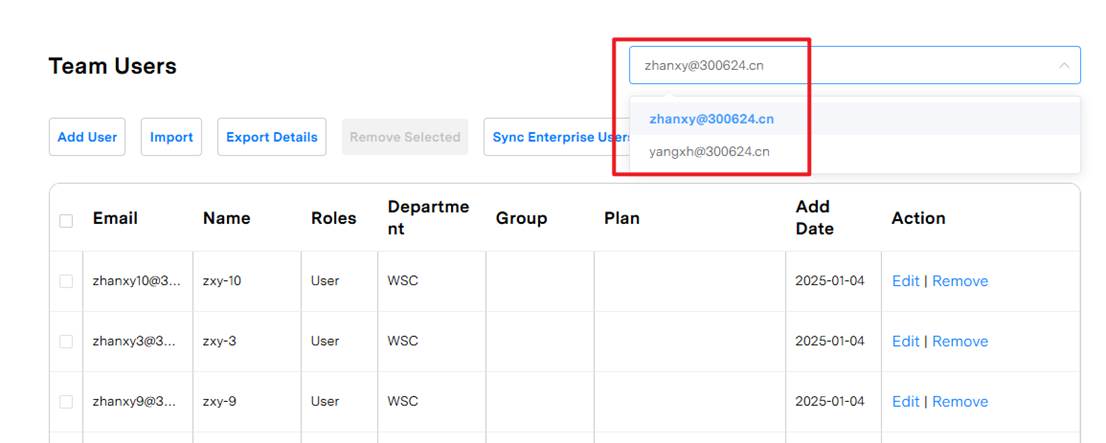 Team Users
zhanxy@300624.cn
zhanxy@300624.cn
yangxh@300624.cn
Add User
Import
Export Details
Remove Selected
Sync Enterprise Users
Email Name Roles Departme
nt Group Plan Add
Date Action
zhanxy10@3... zxy-10 User WSC 2025-01-04 Edit | Remove
zhanxy3@3... zxy-3 User WSC 2025-01-04 Edit | Remove
zhanxy9@3... zxy-9 User WSC 2025-01-04 Edit | Remove